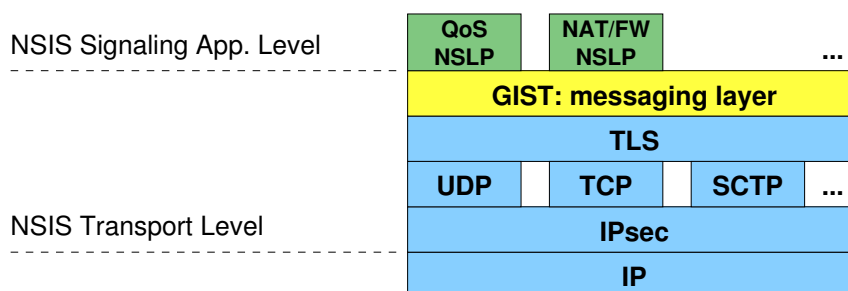 QoS NAT/FW
NSIS Signaling App. Level NSLP NSLP ...
GIST: messaging layer
TLS
UDP TCP SCTP ...
NSIS Transport Level IPsec
IP